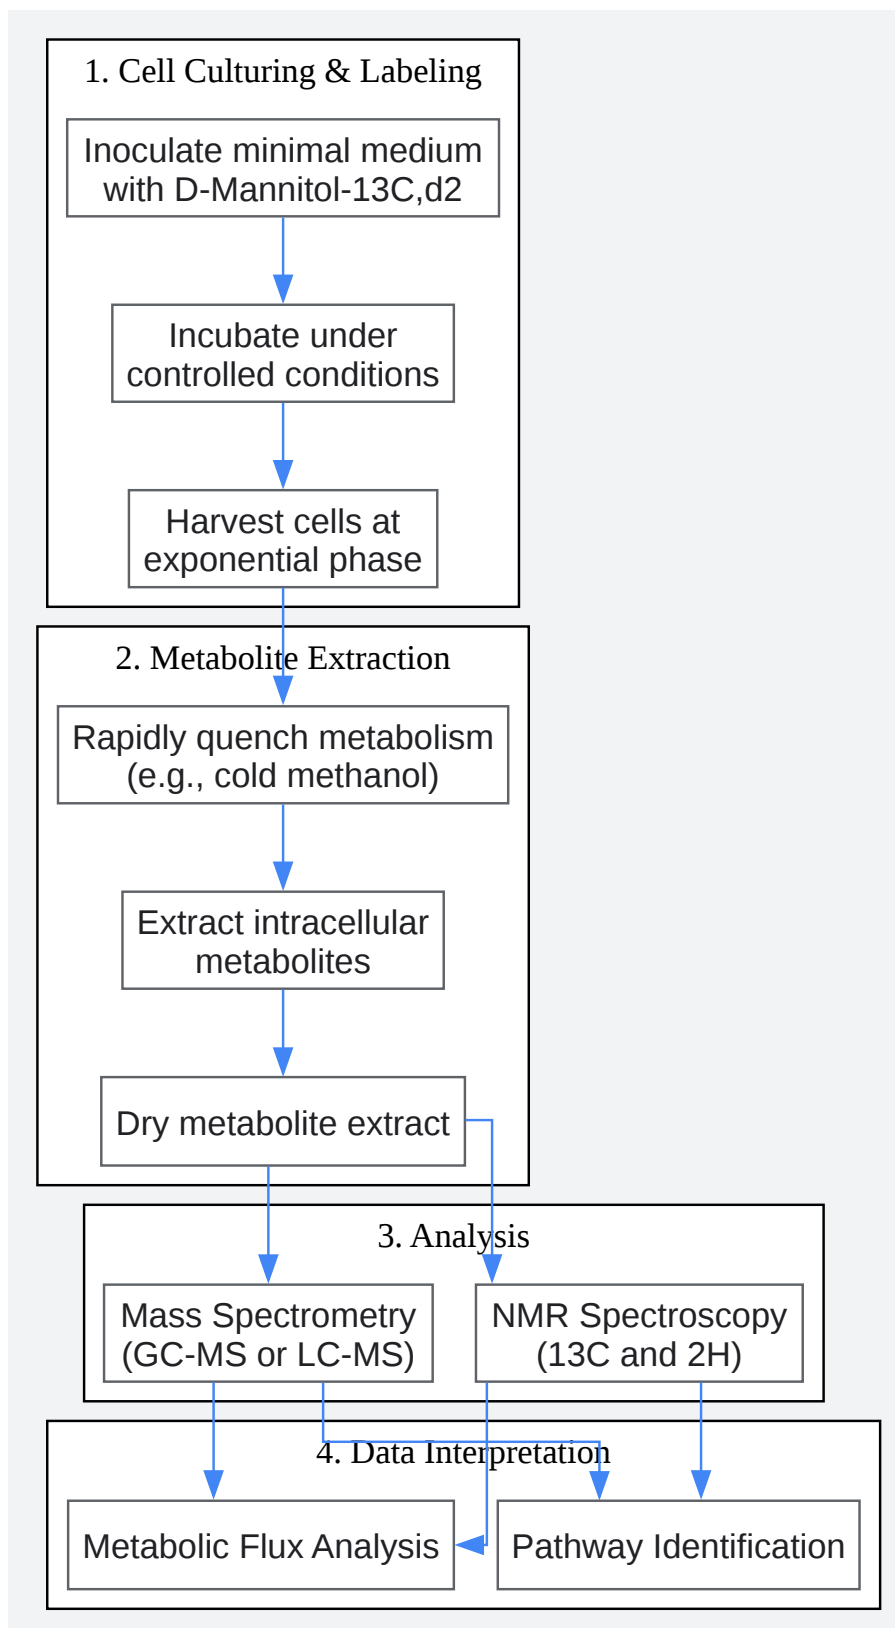 1. Cell Culturing & Labeling
Inoculate minimal medium
with D-Mannitol-13C,d2
Incubate under
controlled conditions
Harvest cells at
exponential phase
2. Metabolite Extraction
Rapidly quench metabolism
(e.g., cold methanol)
Extract intracellular
metabolites
Dry metabolite extract
3. Analysis
Mass Spectrometry
(GC-MS or LC-MS)
NMR Spectroscopy
(13C and 2H)
4. Data Interpretation
Metabolic Flux Analysis
Pathway Identification